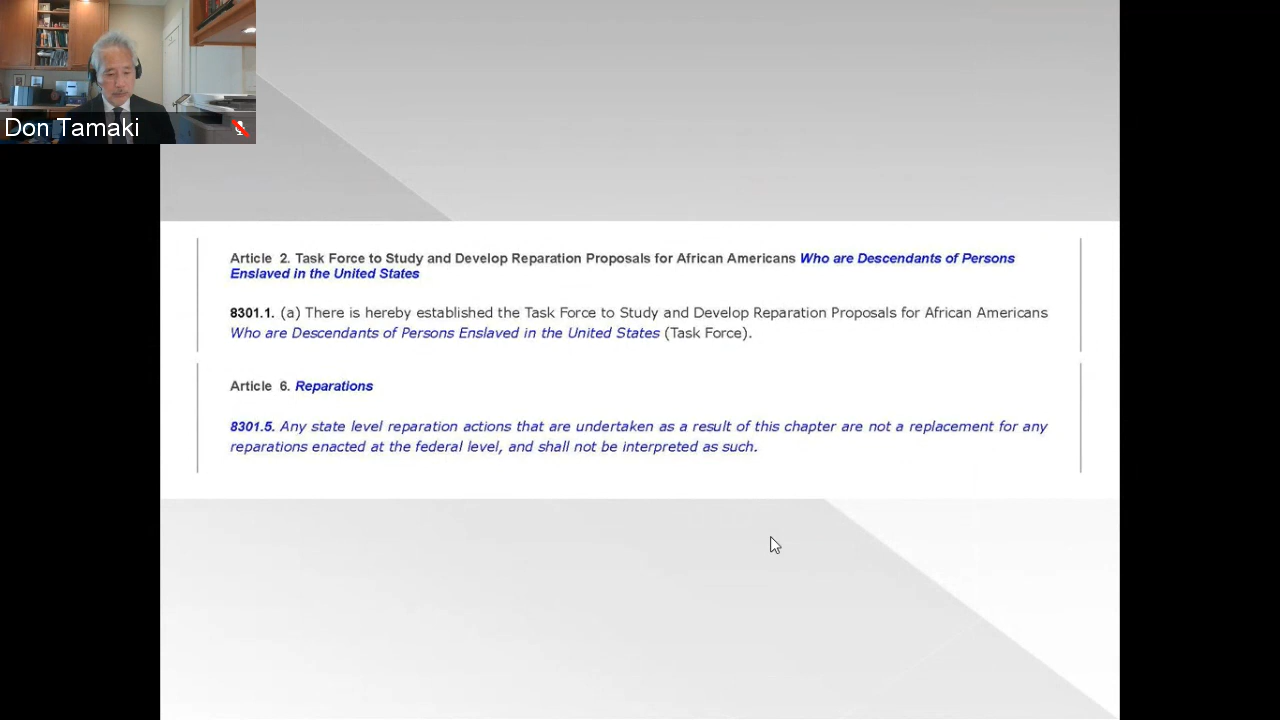 Don Tamaki
Article 2. Task Force to Study and Develop Reparation Proposals for African Americans Who are Descendants of Persons
Enslaved in the United States
8301.1. (a) There is hereby established the Task Force to Study and Develop Reparation Proposals for African Americans
Who are Descendants of Persons Enslaved in the United States (Task Force).
Article 6. Reparations
8301.5. Any state level reparation actions that are undertaken as a result of this chapter are not a replacement for any
reparations enacted at the federal level, and shall not be interpreted as such.